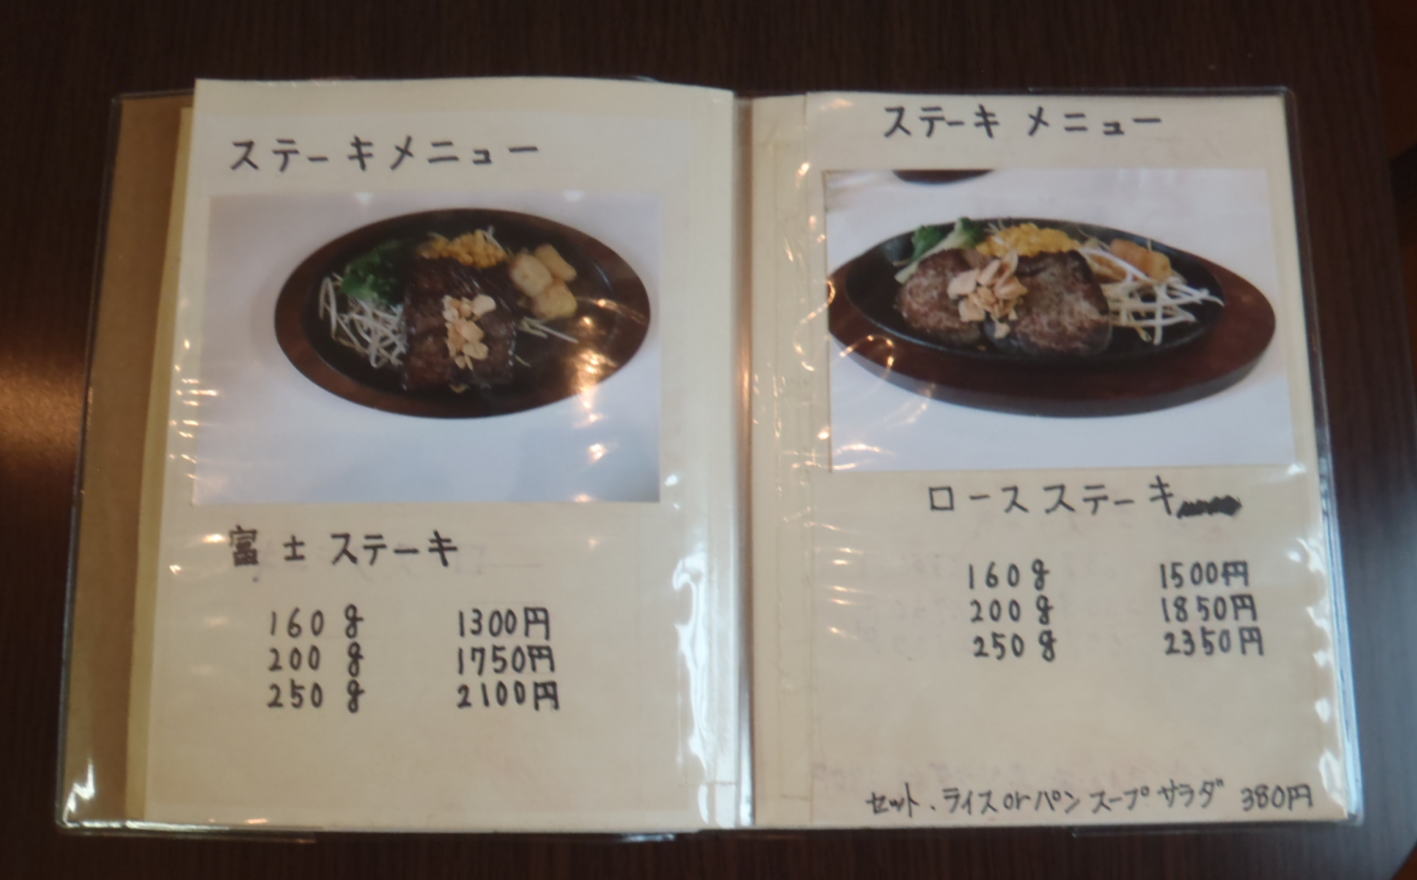 ステーキメニュー
富士ステーキ
160g 1300円
200g 1750円
250g 2100円
ステーキ メニュー
ロースステーキ
160g 1500円
200g 1850円
250g 2350円
セット.ライスorパン スープ サラダ 380円